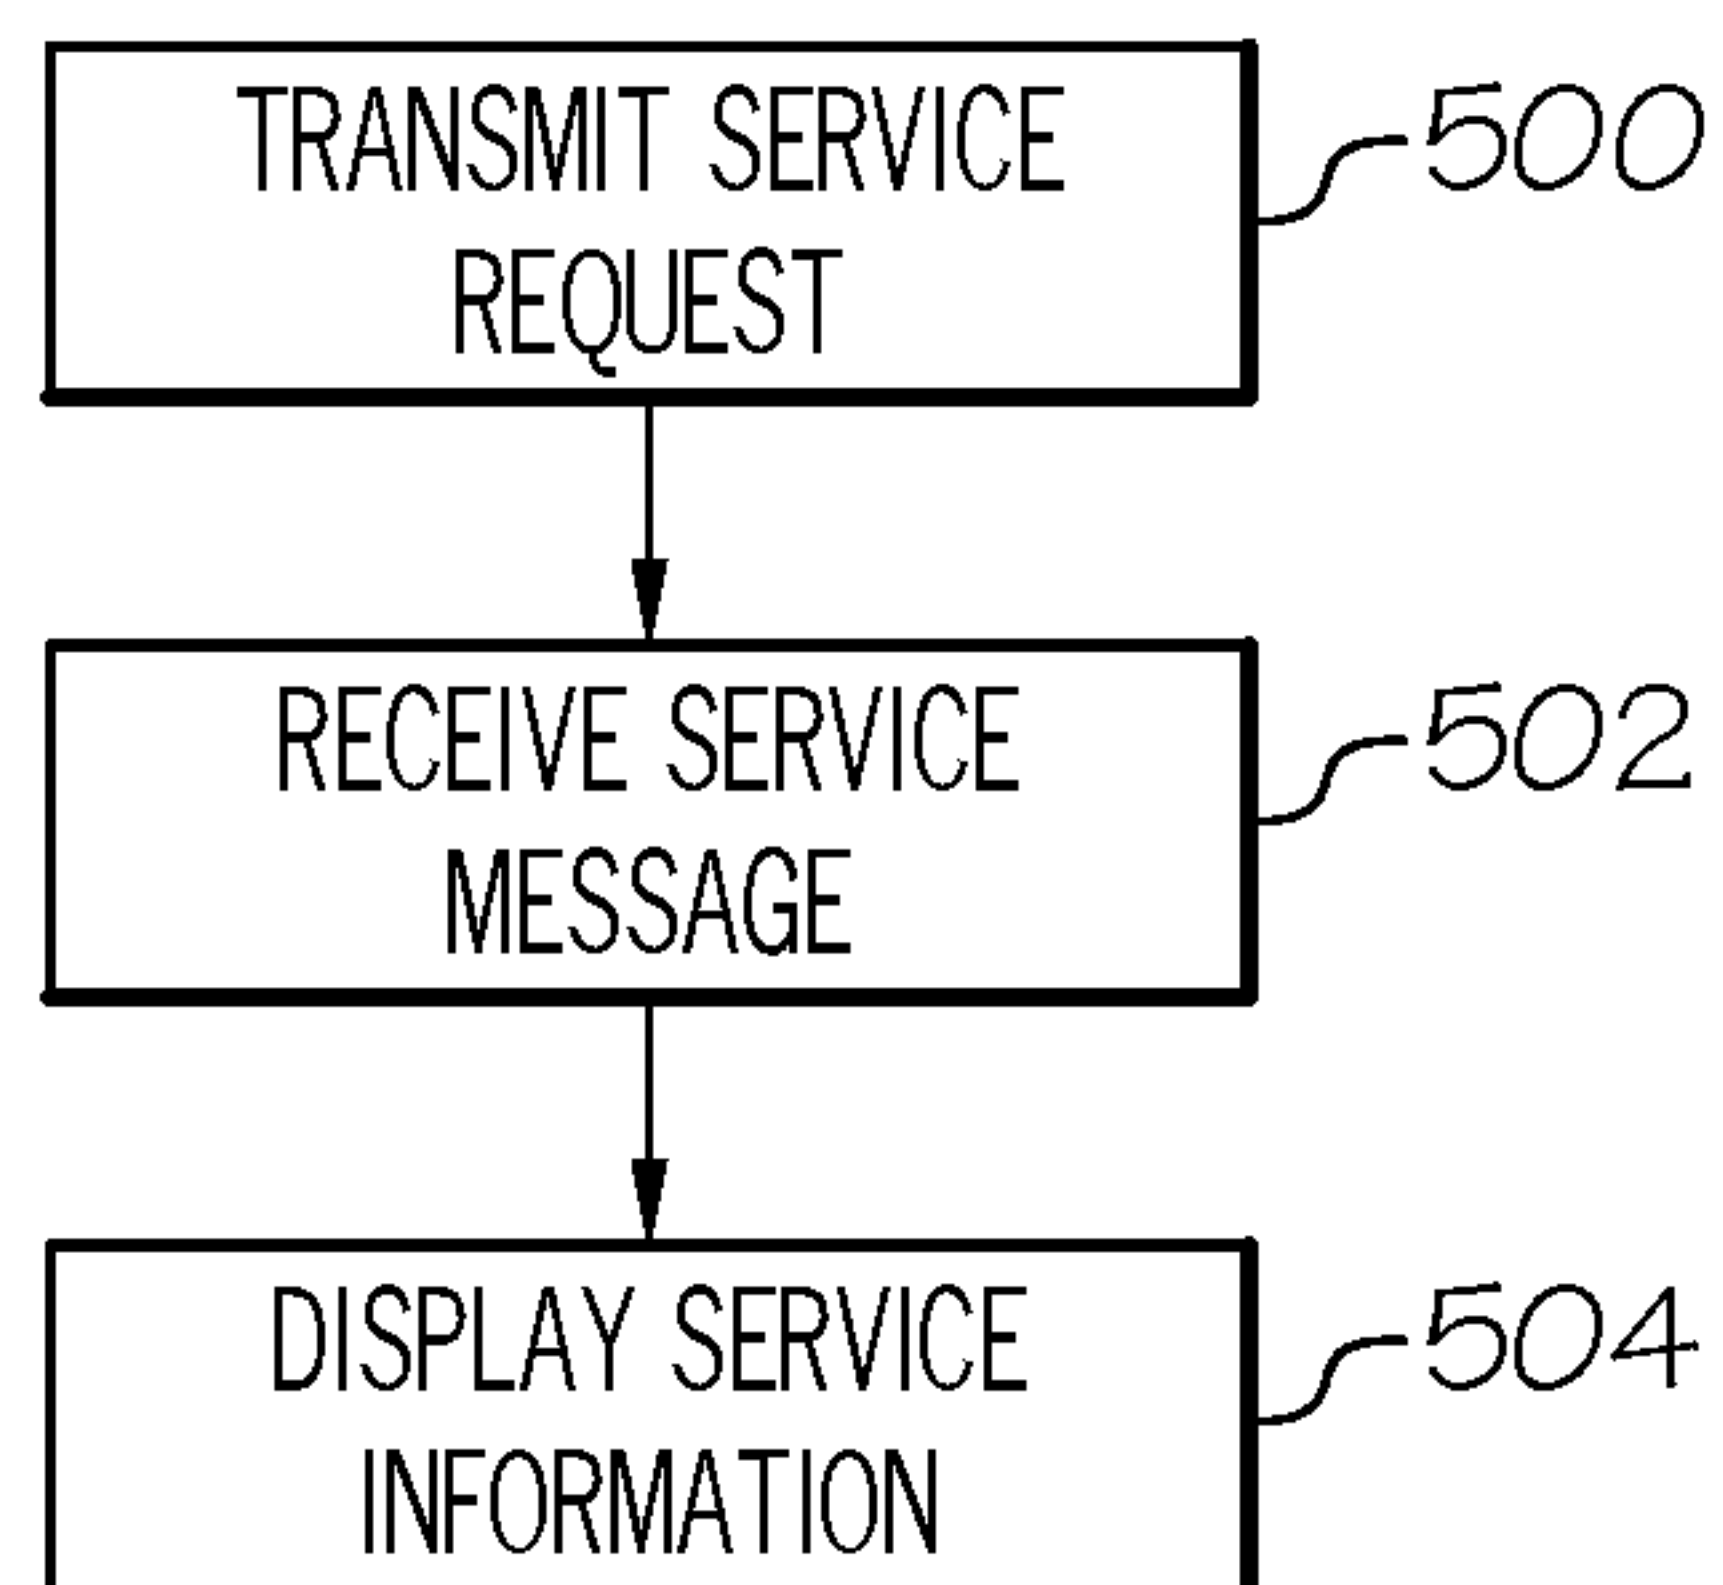 TRANSMIT SERVICE
REQUEST
500
RECEIVE SERVICE
MESSAGE
502
DISPLAY SERVICE
INFORMATION
504